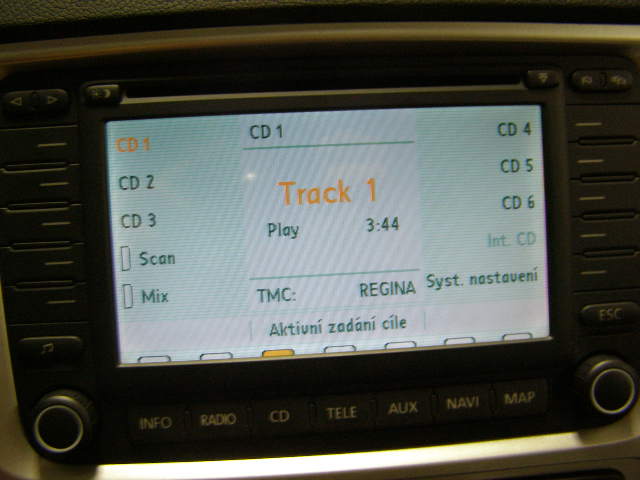 CD 1
CD 2
CD 3
Scan
Mix
CD 1
Track 1
Play 3:44
TMC: REGINA
CD 4
CD 5
CD 6
Int. CD
Syst. nastavení
Aktivní zadání cíle
ESC
INFO RADIO CD TELE AUX NAVI MAP